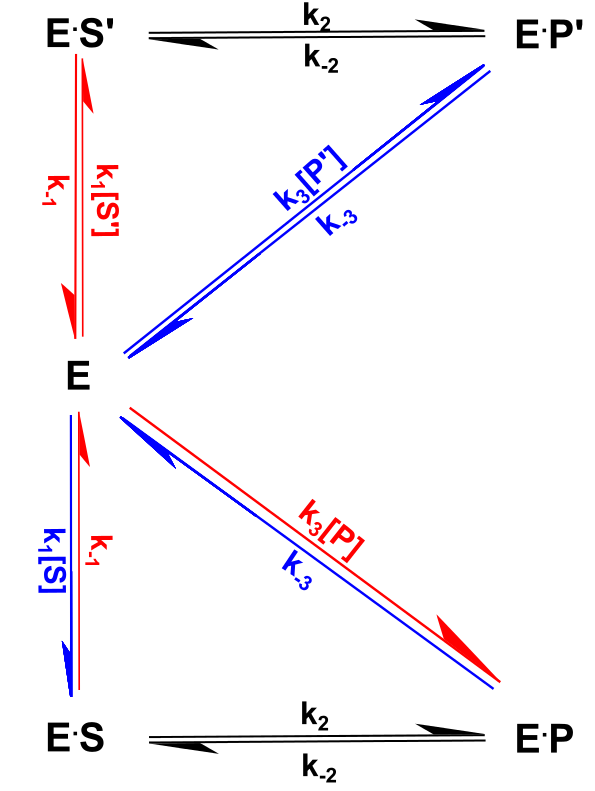 E·S'
k₂
k₋₂
E·P'
k₋₁
k₁[S']
k₃[P']
k₋₃
E
k₁[S]
k₋₁
k₃[P]
k₋₃
E·S
k₂
k₋₂
E·P